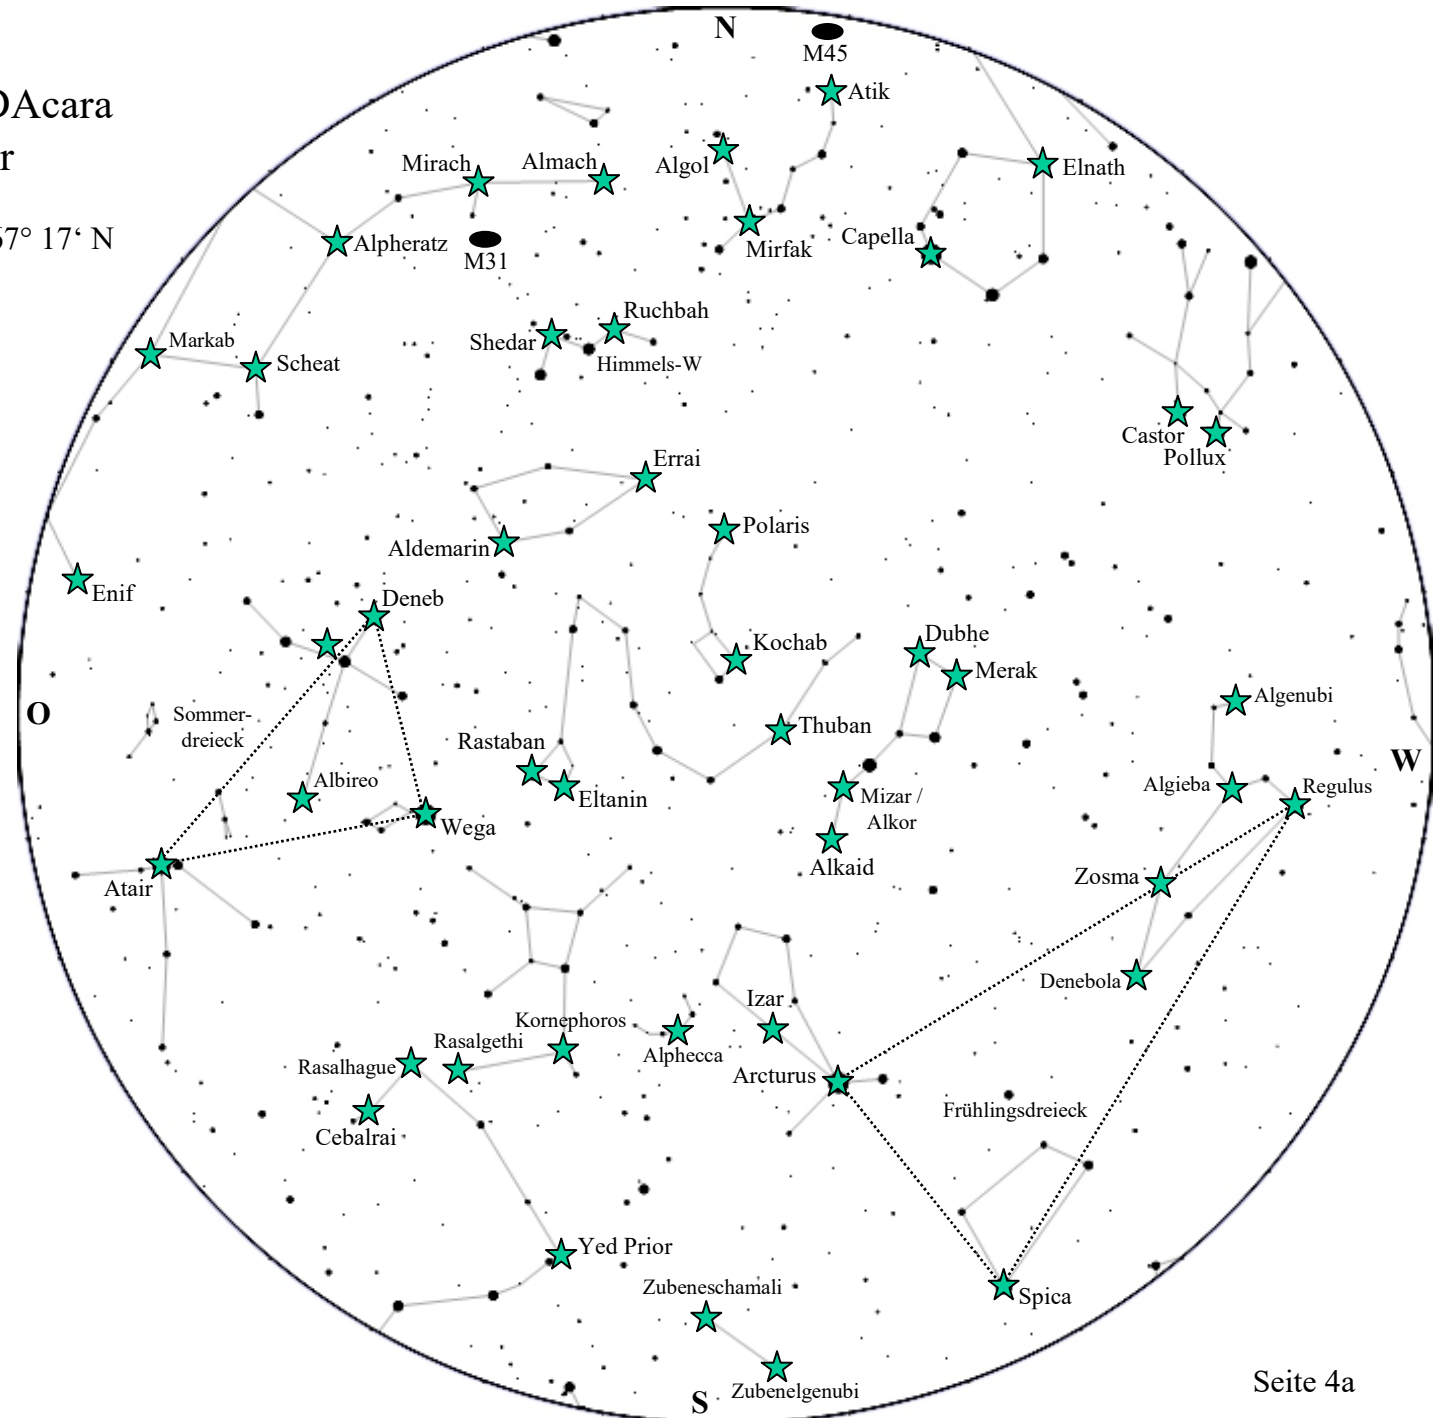 N
M45
Atik
Acara
r
Mirach
Almach
Algol
Elnath
7° 17‘ N
Alpheratz
M31
Mirfak
Capella
Markab
Scheat
Shedar
Ruchbah
Himmels-W
Castor
Pollux
Errai
Aldemarin
Polaris
Enif
Deneb
Kochab
Dubhe
Merak
Algenubi
O
Sommer-
dreieck
Thuban
W
Rastaban
Eltanin
Albireo
Wega
Mizar /
Alkor
Alkaid
Algieba
Regulus
Atair
Zosma
Denebola
Izar
Kornephoros
Rasalgethi
Rasalhague
Alphecca
Arcturus
Cebalrai
Frühlingsdreieck
Yed Prior
Zubeneschamali
Spica
Zubenelgenubi
S
Seite 4a